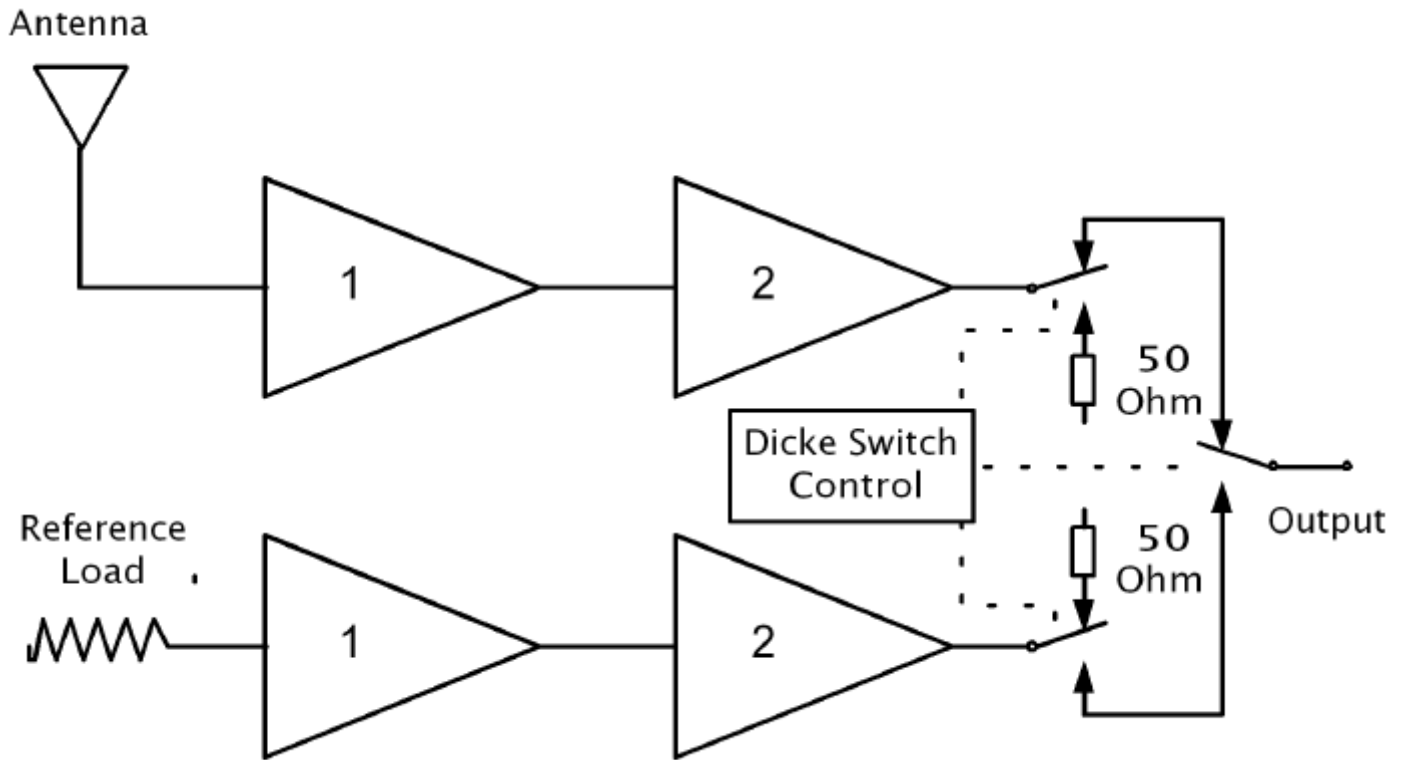 Antenna
1
2
50
Ohm
Dicke Switch
Control
Output
Reference
Load
50
Ohm
1
2